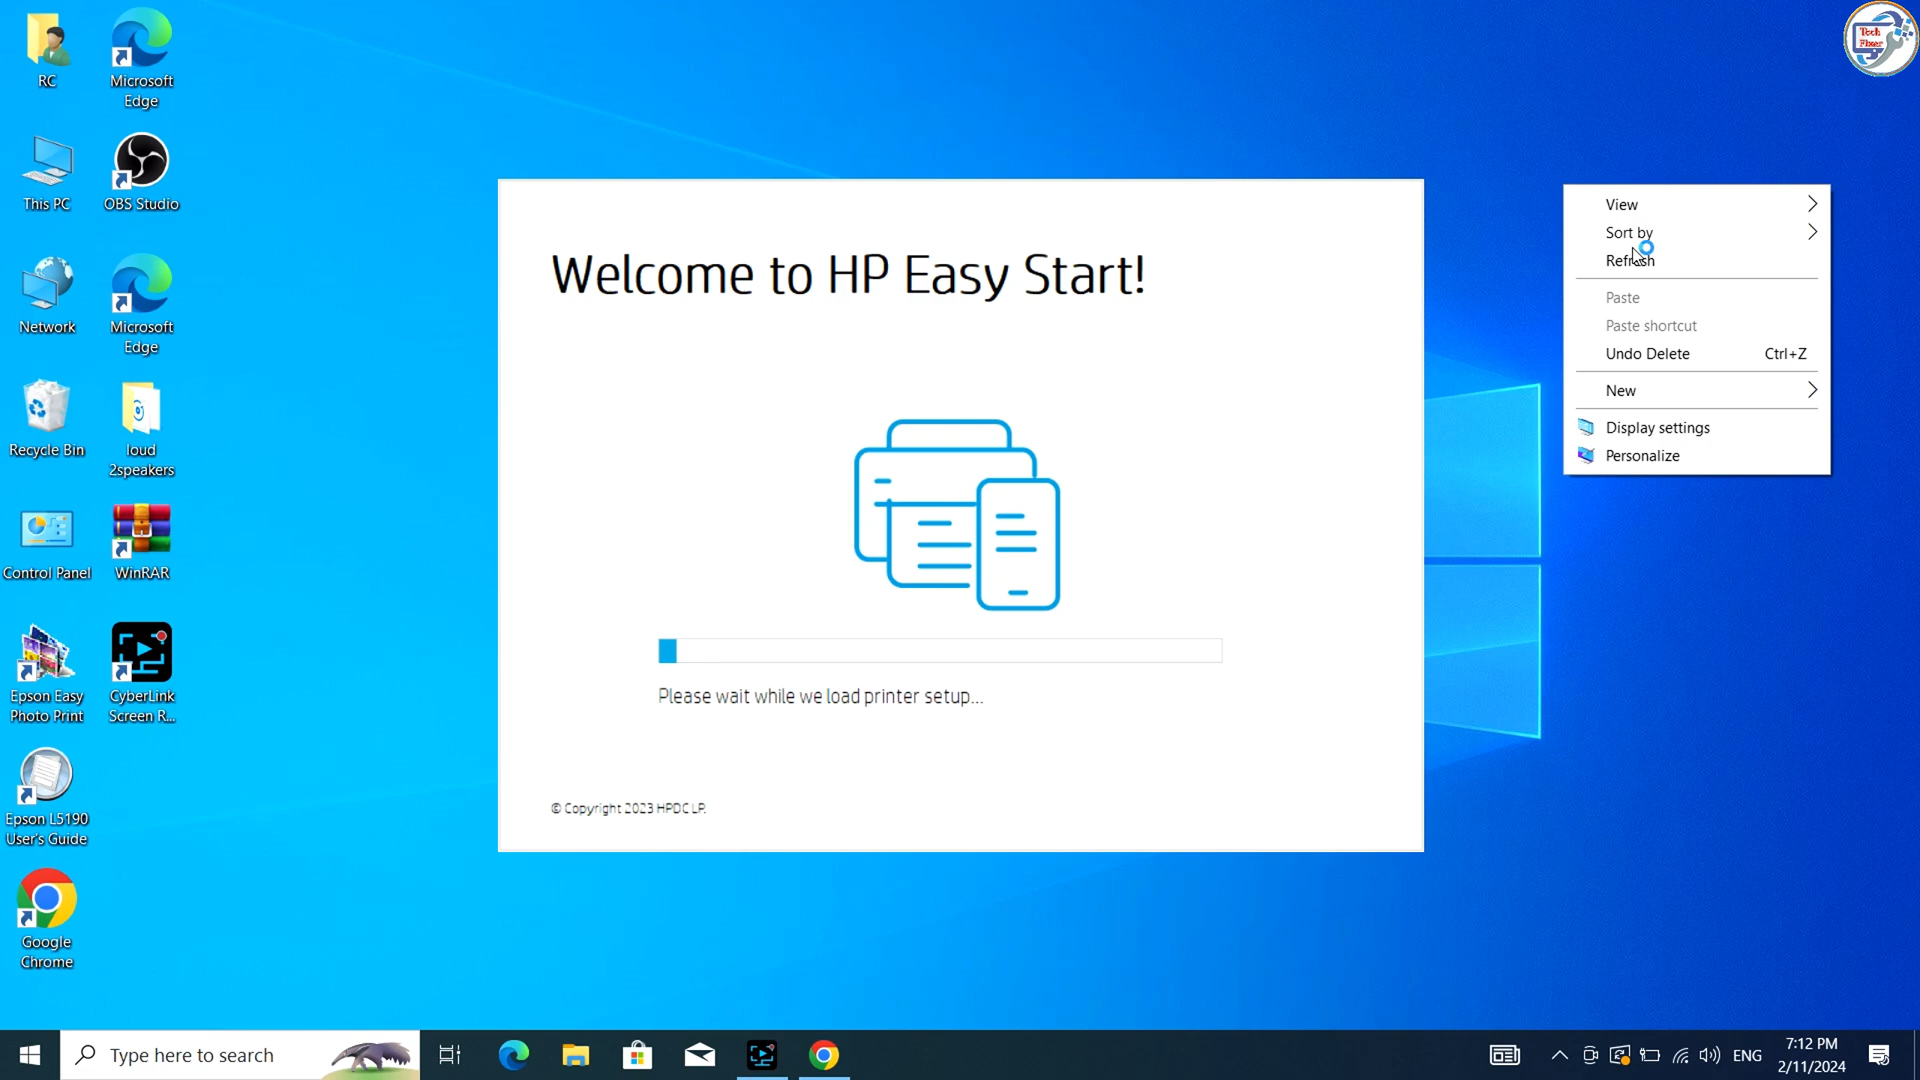 RC
Microsoft
Edge
This PC
OBS Studio
Network
Microsoft
Edge
Recycle Bin
loud
2speakers
Control Panel
WinRAR
Epson Easy
Photo Print
CyberLink
Screen R...
Epson L5190
User's Guide
Google
Chrome
Welcome to HP Easy Start!
Please wait while we load printer setup...
© Copyright 2023 HPDC LP.
Tech
Fixer
View
Sort by
Refresh
Paste
Paste shortcut
Undo Delete Ctrl+Z
New
Display settings
Personalize
Type here to search
ENG
7:12 PM
2/11/2024